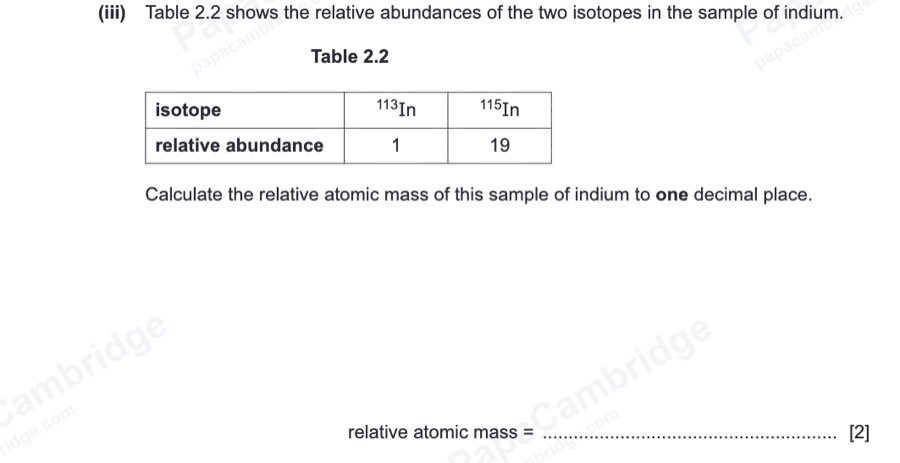 (iii) Table 2.2 shows the relative abundances of the two isotopes in the sample of indium.
Table 2.2
isotope ¹¹³In ¹¹⁵In
relative abundance 1 19
Calculate the relative atomic mass of this sample of indium to one decimal place.
relative atomic mass = ............................................................ [2]